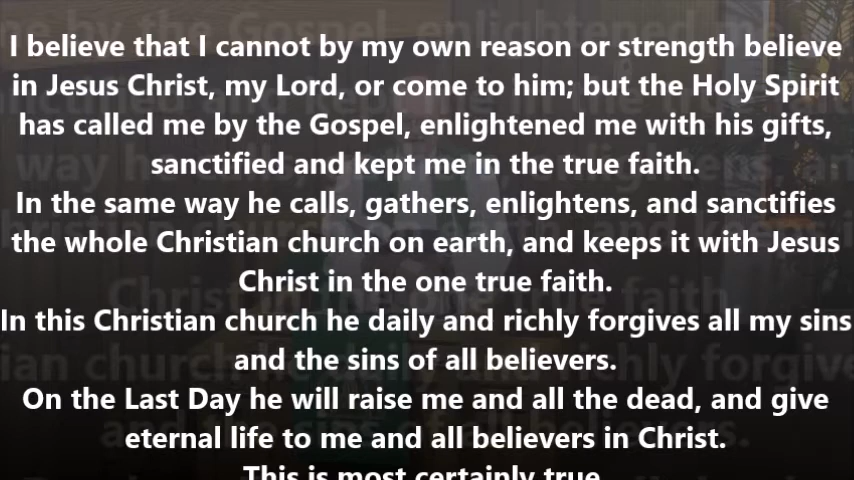 I believe that I cannot by my own reason or strength believe
in Jesus Christ, my Lord, or come to him; but the Holy Spirit
has called me by the Gospel, enlightened me with his gifts,
sanctified and kept me in the true faith.
In the same way he calls, gathers, enlightens, and sanctifies
the whole Christian church on earth, and keeps it with Jesus
Christ in the one true faith.
In this Christian church he daily and richly forgives all my sins
and the sins of all believers.
On the Last Day he will raise me and all the dead, and give
eternal life to me and all believers in Christ.
This is most certainly true